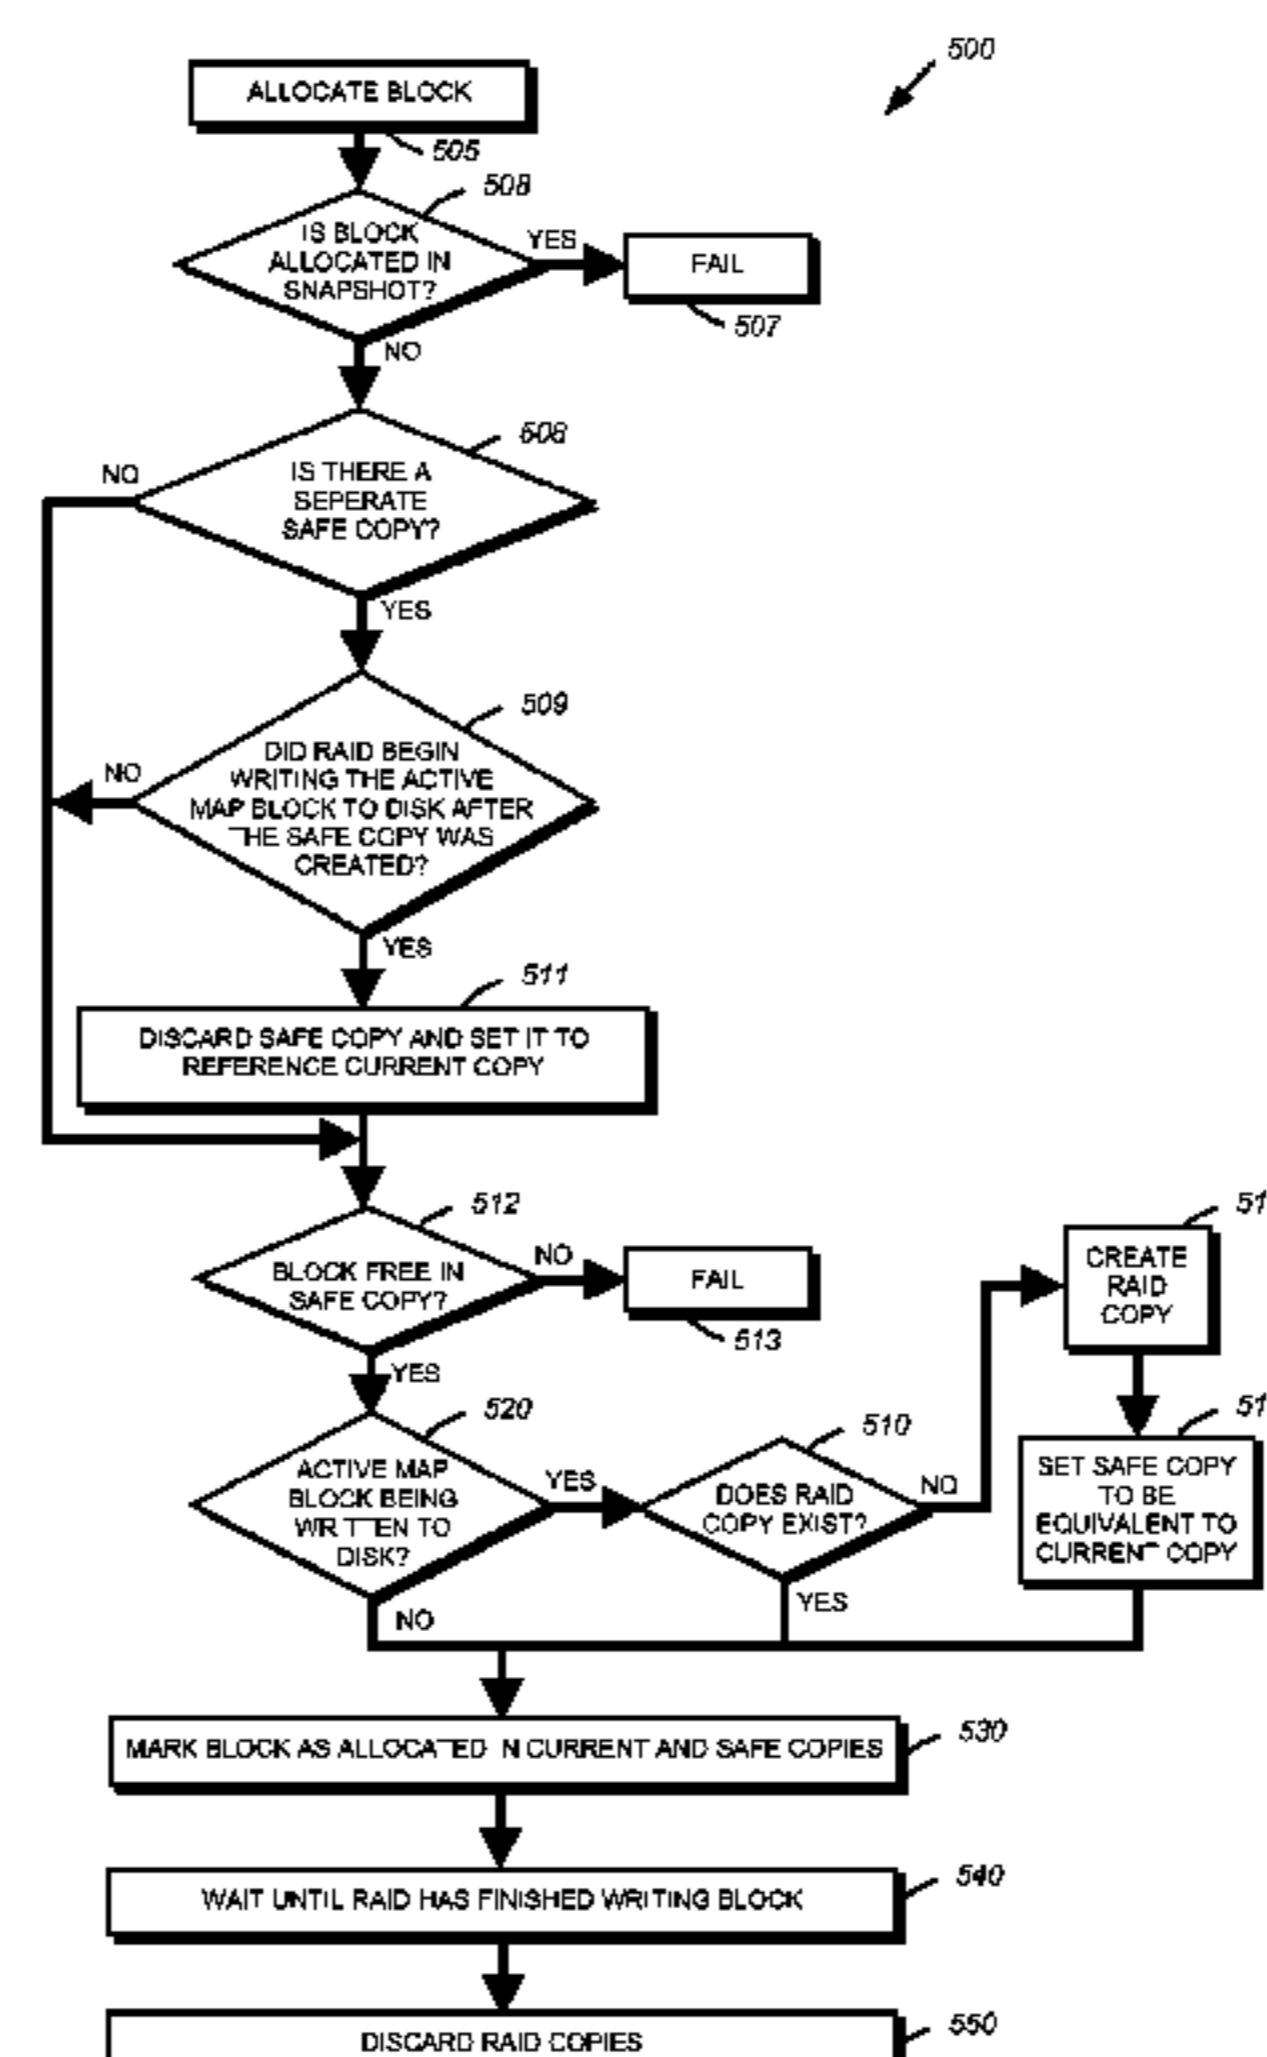 500
ALLOCATE BLOCK
505
508
IS BLOCK
ALLOCATED IN
SNAPSHOT?
YES
FAIL
507
NO
508
IS THERE A
SEPERATE
SAFE COPY?
NO
YES
509
DID RAID BEGIN
WRITING THE ACTIVE
MAP BLOCK TO DISK AFTER
THE SAFE COPY WAS
CREATED?
NO
YES
511
DISCARD SAFE COPY AND SET IT TO
REFERENCE CURRENT COPY
512
BLOCK FREE IN
SAFE COPY?
NO
FAIL
513
YES
51
CREATE
RAID
COPY
520
ACTIVE MAP
BLOCK BEING
WRITTEN TO
DISK?
YES
510
DOES RAID
COPY EXIST?
NO
51
SET SAFE COPY
TO BE
EQUIVALENT TO
CURRENT COPY
NO
YES
MARK BLOCK AS ALLOCATED IN CURRENT AND SAFE COPIES
530
WAIT UNTIL RAID HAS FINISHED WRITING BLOCK
540
DISCARD RAID COPIES
550